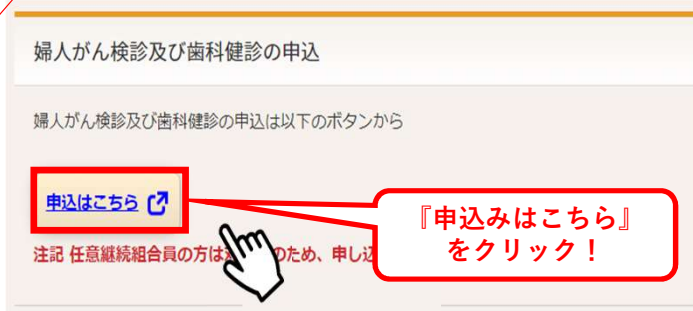 婦人がん検診及び歯科健診の申込
婦人がん検診及び歯科健診の申込は以下のボタンから
申込はこちら
『申込みはこちら』
をクリック！
注記 任意継続組合員の方は のため、申し込